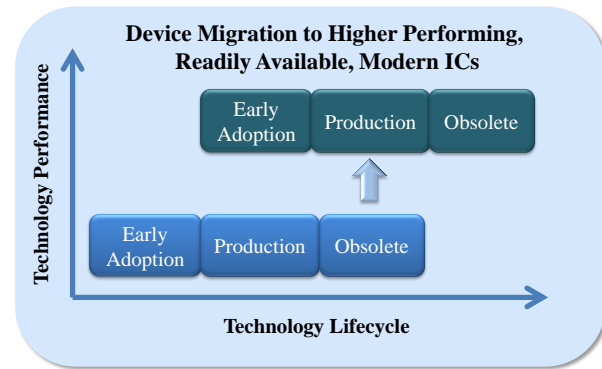 Device Migration to Higher Performing,
Readily Available, Modern ICs
Technology Performance
Early
Adoption
Production
Obsolete
Early
Adoption
Production
Obsolete
Technology Lifecycle